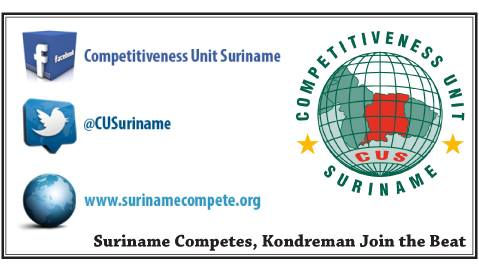 facebook
Competitiveness Unit Suriname
@CUSuriname
www.surinamecompete.org
COMPETITIVENESS UNIT
CUS
SURINAME
Suriname Competes, Kondreman Join the Beat